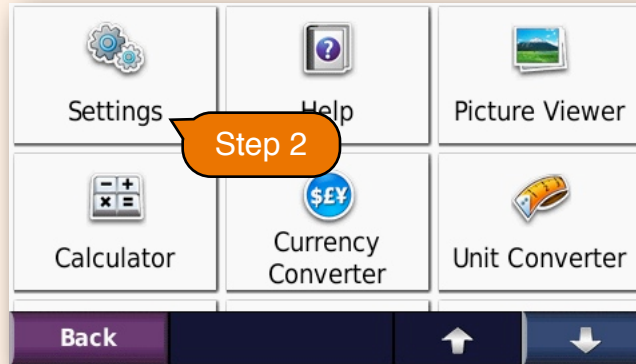 Settings
Help
Picture Viewer
Step 2
$£¥
Calculator
Currency
Converter
Unit Converter
Back